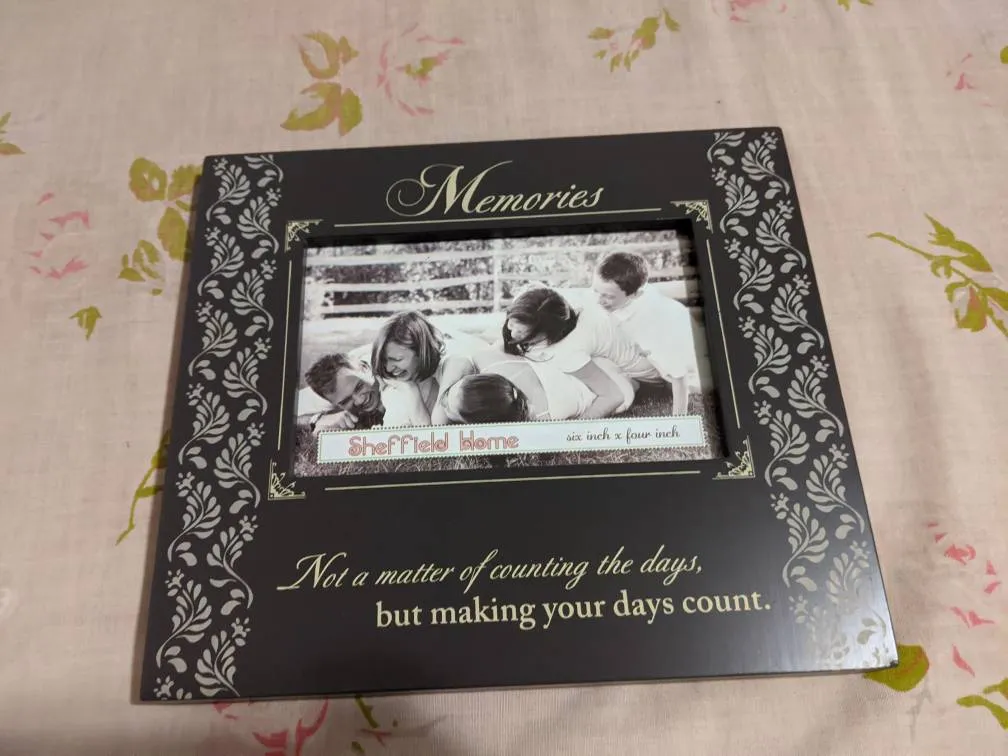 Memories
Sheffield Home six inch x four inch
Not a matter of counting the days,
but making your days count.